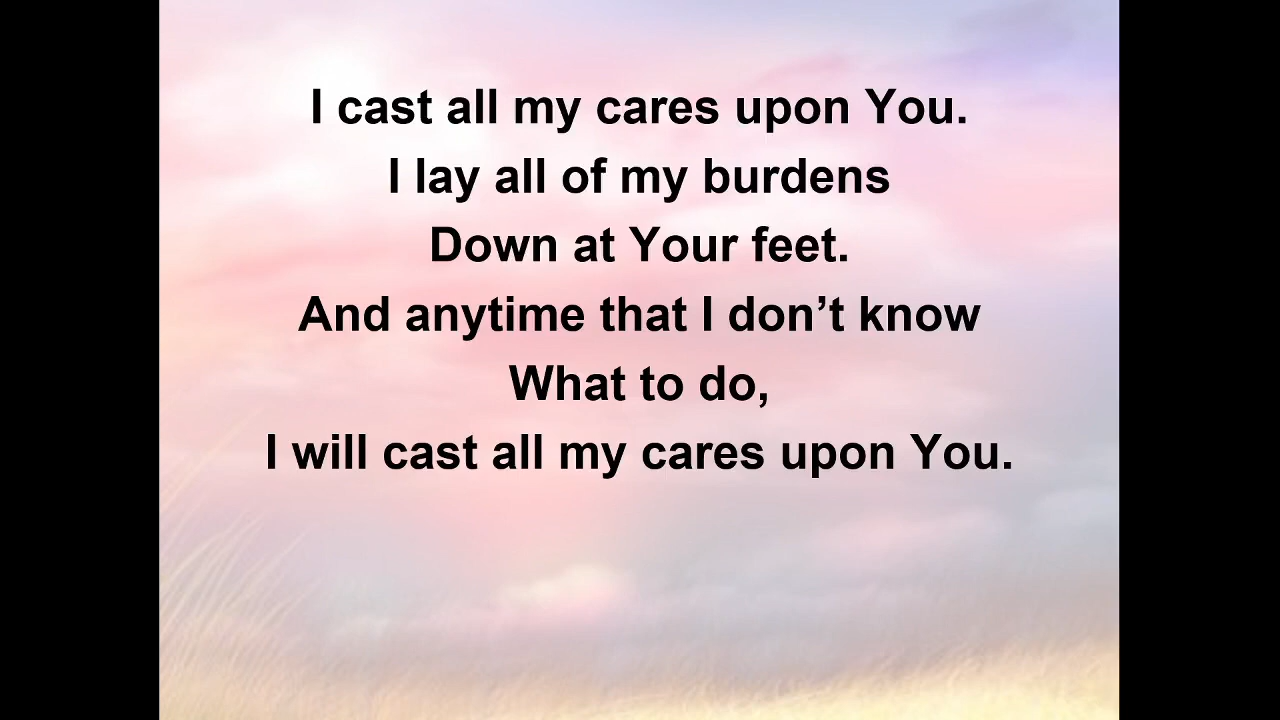 I cast all my cares upon You.
I lay all of my burdens
Down at Your feet.
And anytime that I don’t know
What to do,
I will cast all my cares upon You.